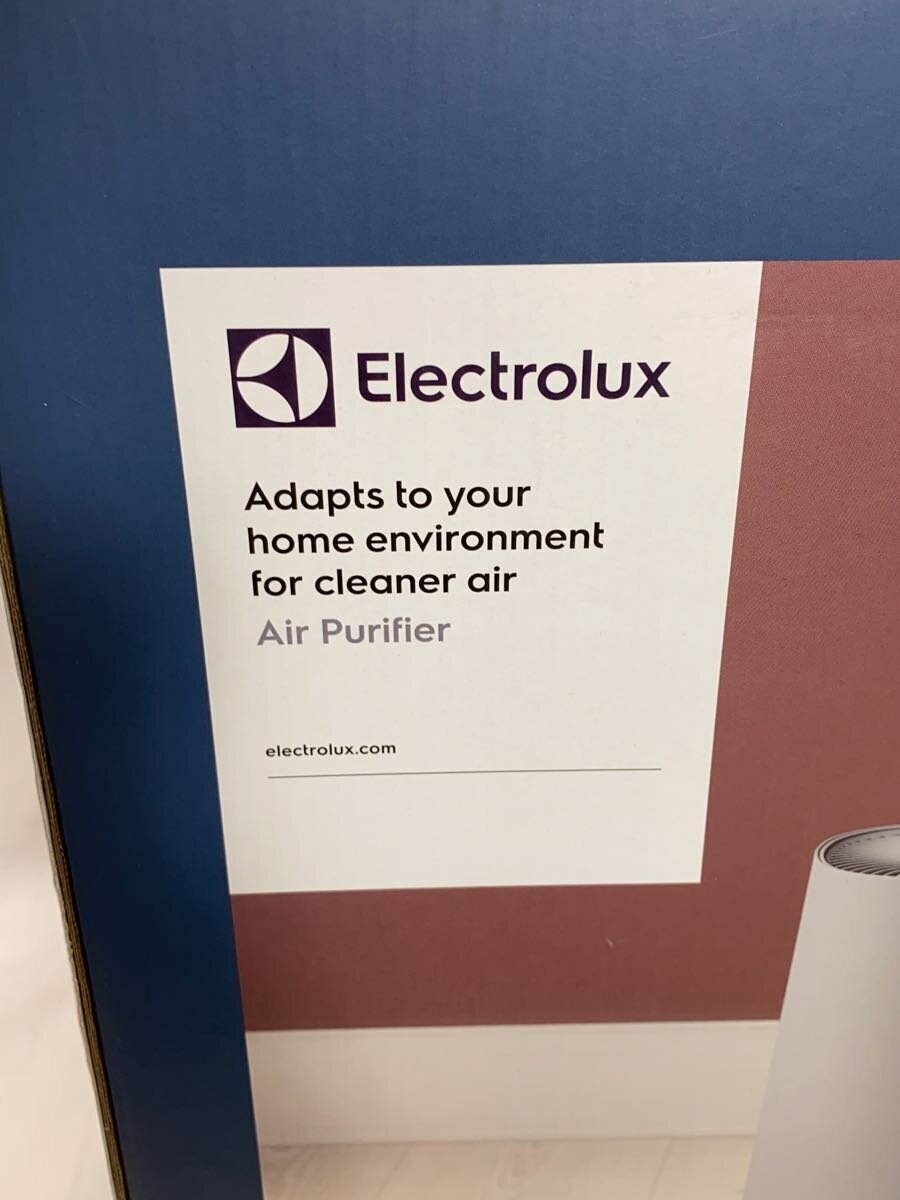 Electrolux
Adapts to your
home environment
for cleaner air
Air Purifier
electrolux.com